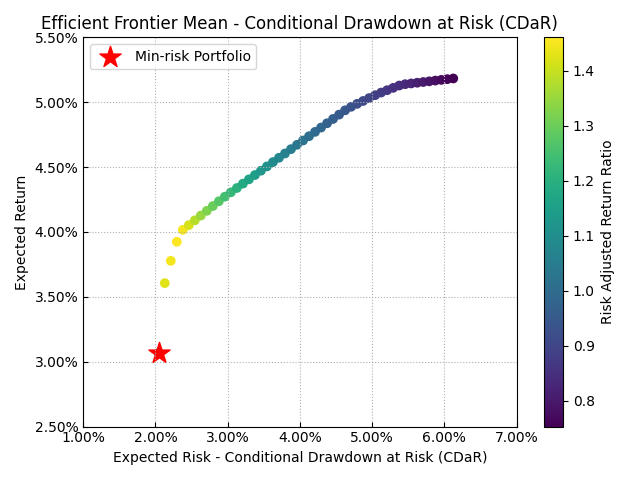 Efficient Frontier Mean - Conditional Drawdown at Risk (CDaR)
Min-risk Portfolio
5.50%
5.00%
4.50%
4.00%
3.50%
3.00%
2.50%
Expected Return
1.00% 2.00% 3.00% 4.00% 5.00% 6.00% 7.00%
Expected Risk - Conditional Drawdown at Risk (CDaR)
1.4
1.3
1.2
1.1
1.0
0.9
0.8
Risk Adjusted Return Ratio